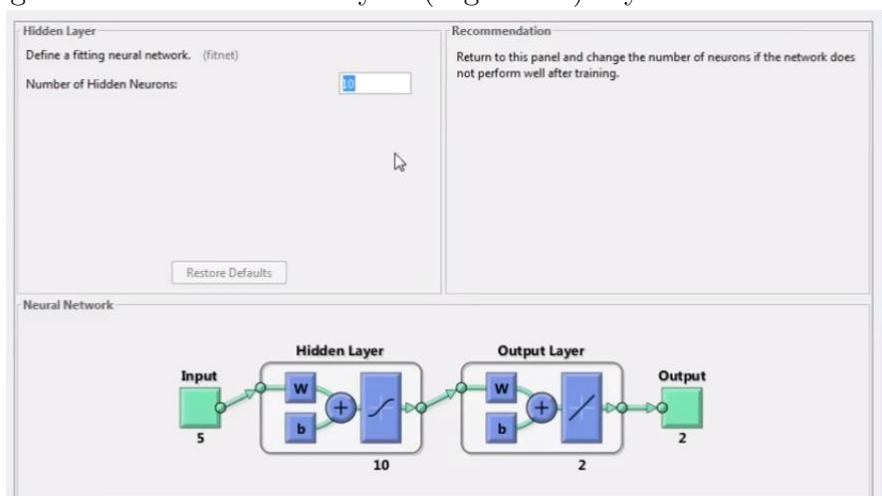 Hidden Layer
Define a fitting neural network. (fitnet)
Number of Hidden Neurons: 10
Restore Defaults
Recommendation
Return to this panel and change the number of neurons if the network does
not perform well after training.
Neural Network
Hidden Layer
Output Layer
Input
Output
W
b
+
W
b
+
5
10
2
2